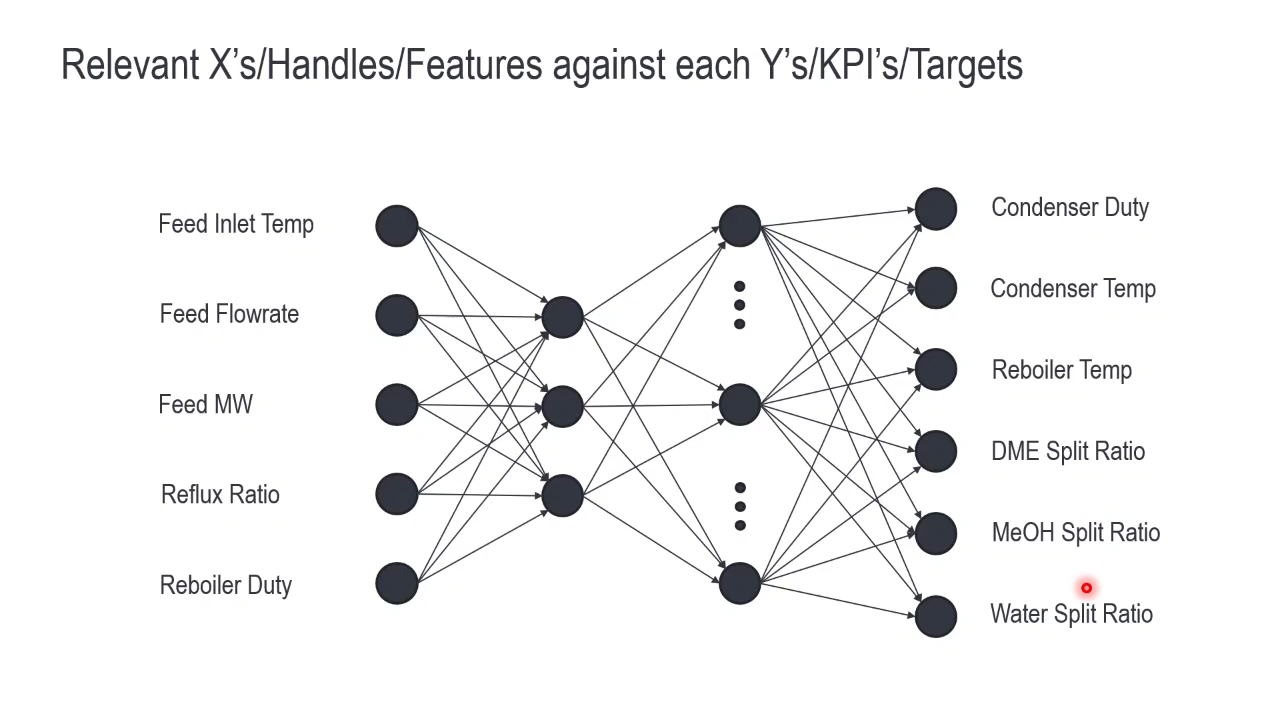 Relevant X's/Handles/Features against each Y's/KPI's/Targets
Feed Inlet Temp
Feed Flowrate
Feed MW
Reflux Ratio
Reboiler Duty
Condenser Duty
Condenser Temp
Reboiler Temp
DME Split Ratio
MeOH Split Ratio
Water Split Ratio